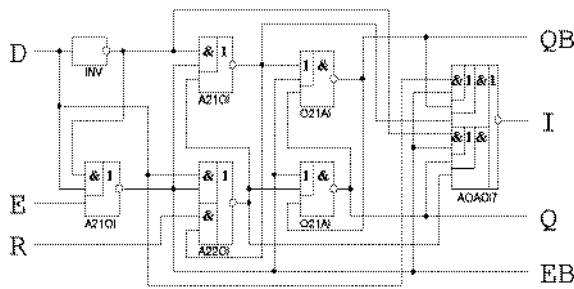 D
INV
& 1
A21OI
1 &
O21AI
QB
& 1 & 1
& 1 &
AOAOI7
I
E
& 1
A21OI
& 1
&
A22OI
1 &
O21AI
Q
R
EB